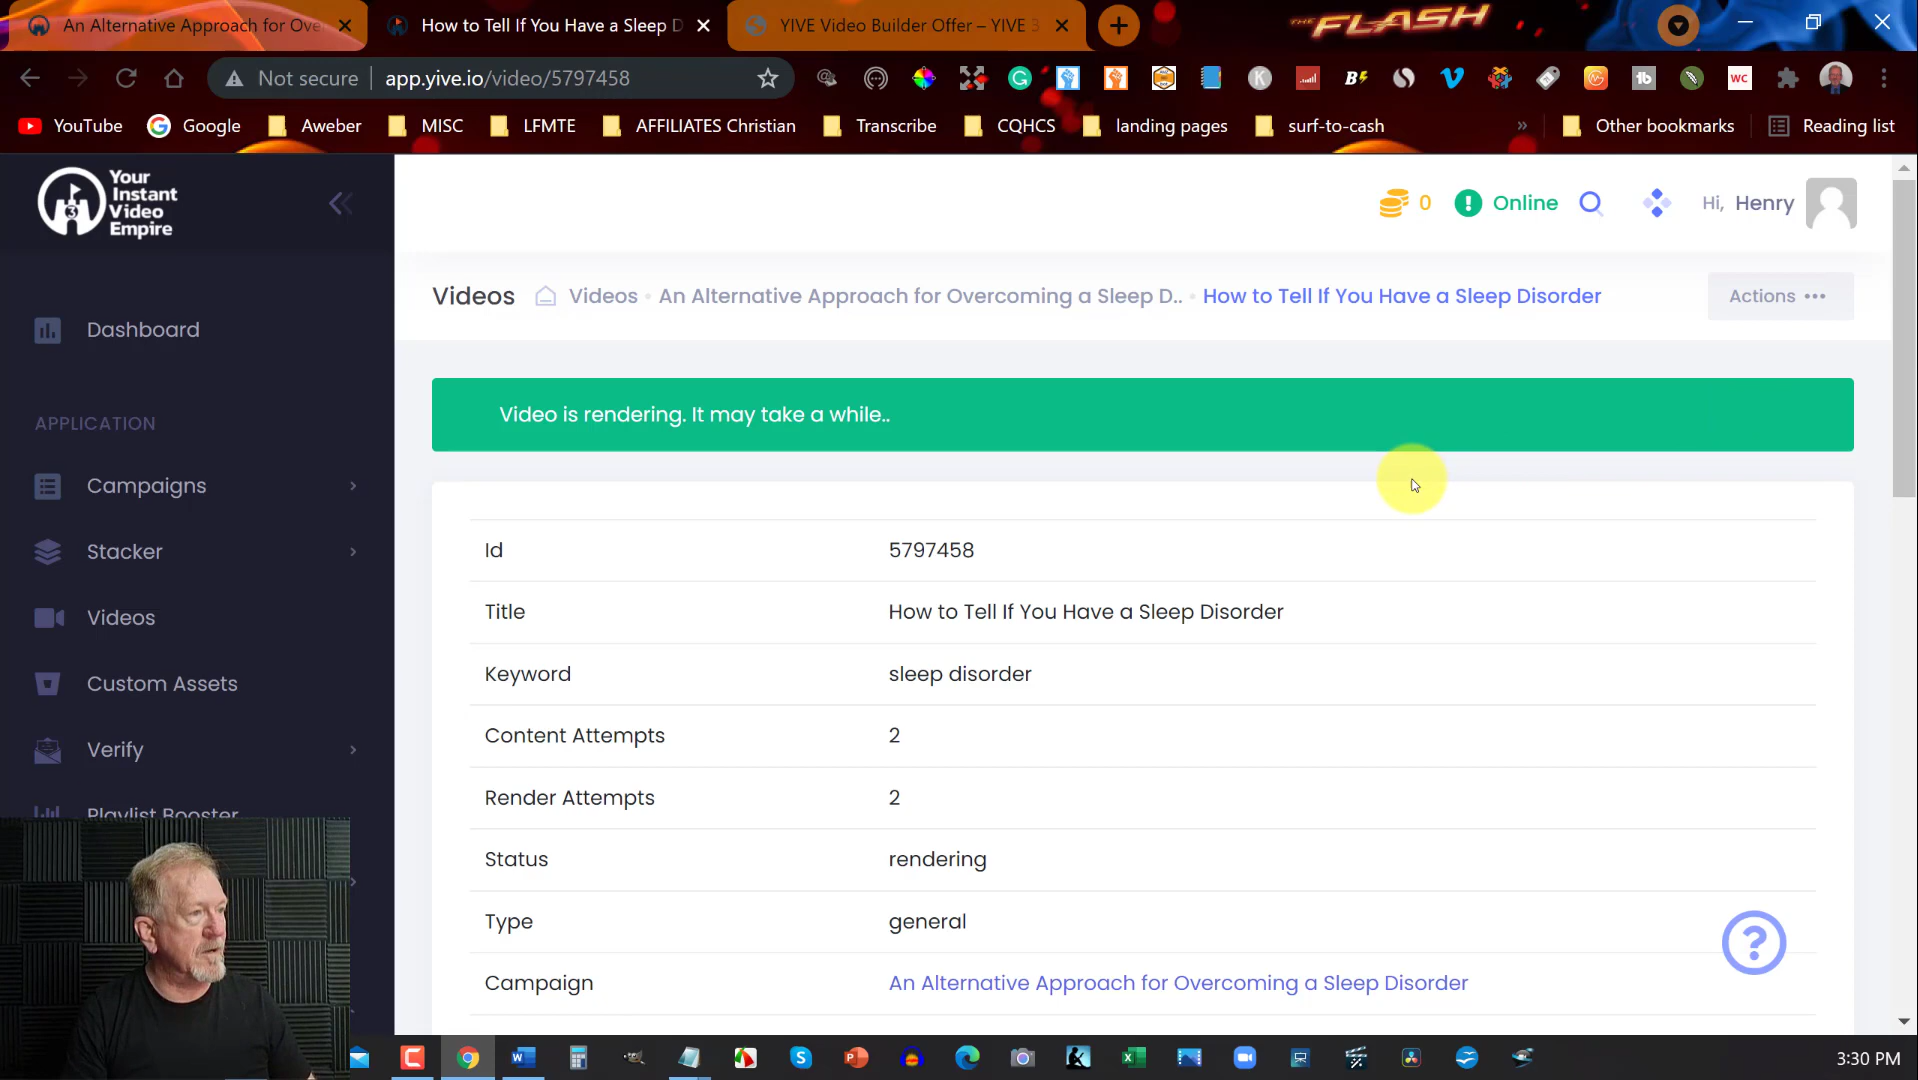 An Alternative Approach for Ove
How to Tell If You Have a Sleep D
YIVE Video Builder Offer – YIVE 3
THE FLASH
Not secure
app.yive.io/video/5797458
YouTube
Google
Aweber
MISC
LFMTE
AFFILIATES Christian
Transcribe
CQHCS
landing pages
surf-to-cash
»
Other bookmarks
Reading list
Your
Instant
Video
Empire
3
0
Online
Hi, Henry
Videos
Videos • An Alternative Approach for Overcoming a Sleep D.. • How to Tell If You Have a Sleep Disorder
Actions •••
Dashboard
APPLICATION
Campaigns
Stacker
Videos
Custom Assets
Verify
Playlist Booster
Video is rendering. It may take a while..
Id 5797458
Title How to Tell If You Have a Sleep Disorder
Keyword sleep disorder
Content Attempts 2
Render Attempts 2
Status rendering
Type general
Campaign An Alternative Approach for Overcoming a Sleep Disorder
3:30 PM